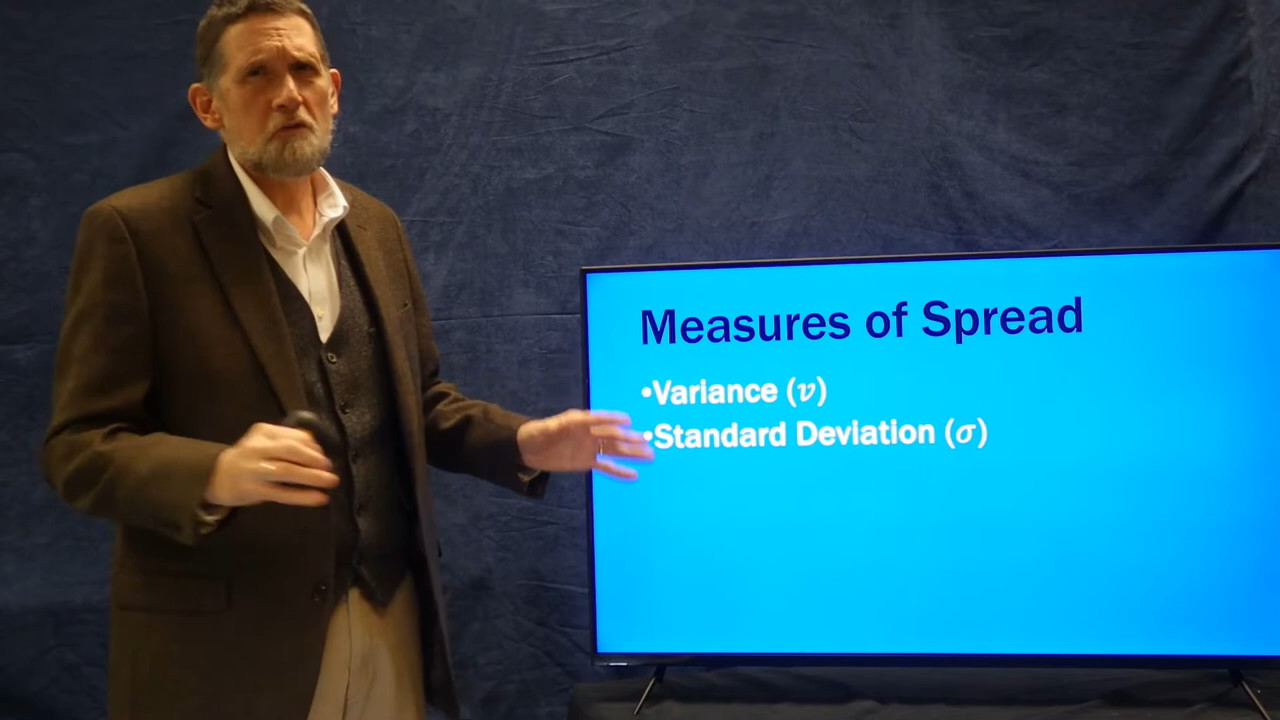 Measures of Spread
•Variance (v)
•Standard Deviation (σ)